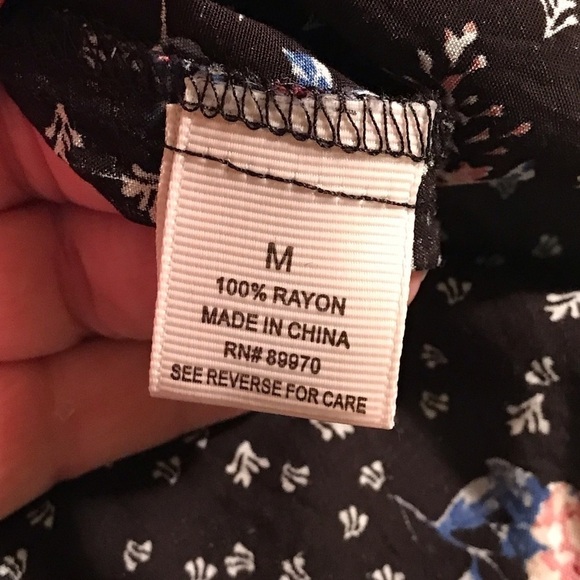 M
100% RAYON
MADE IN CHINA
RN# 89970
SEE REVERSE FOR CARE